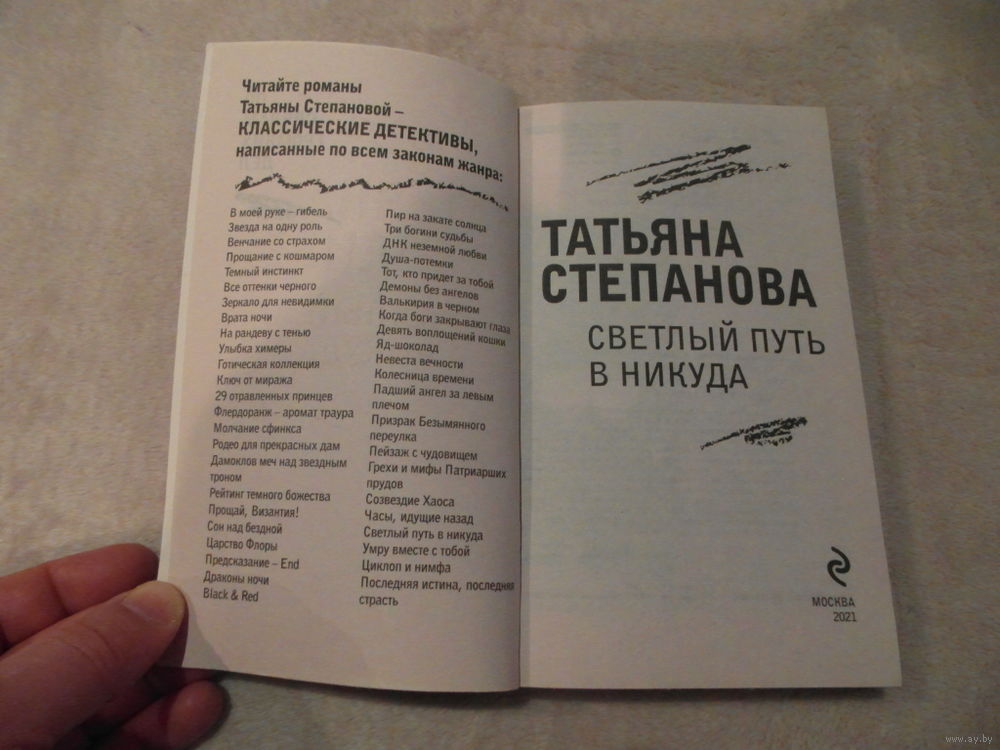 Читайте романы
Татьяны Степановой –
КЛАССИЧЕСКИЕ ДЕТЕКТИВЫ,
написанные по всем законам жанра:
В моей руке – гибель
Звезда на одну роль
Венчание со страхом
Прощание с кошмаром
Темный инстинкт
Все оттенки черного
Зеркало для невидимки
Врата ночи
На рандеву с тенью
Улыбка химеры
Готическая коллекция
Ключ от миража
29 отравленных принцев
Флердоранж – аромат траура
Молчание сфинкса
Родео для прекрасных дам
Дамоклов меч над звездным
троном
Рейтинг темного божества
Прощай, Византия!
Сон над бездной
Царство Флоры
Предсказание – End
Драконы ночи
Black & Red
Пир на закате солнца
Три богини судьбы
ДНК неземной любви
Душа-потемки
Тот, кто придет за тобой
Демоны без ангелов
Валькирия в черном
Когда боги закрывают глаза
Девять воплощений кошки
Яд-шоколад
Невеста вечности
Колесница времени
Падший ангел за левым
плечом
Призрак Безымянного
переулка
Пейзаж с чудовищем
Грехи и мифы Патриарших
прудов
Созвездие Хаоса
Часы, идущие назад
Светлый путь в никуда
Умру вместе с тобой
Циклоп и нимфа
Последняя истина, последняя
страсть
ТАТЬЯНА
СТЕПАНОВА
СВЕТЛЫЙ ПУТЬ
В НИКУДА
МОСКВА
2021
www.ay.by